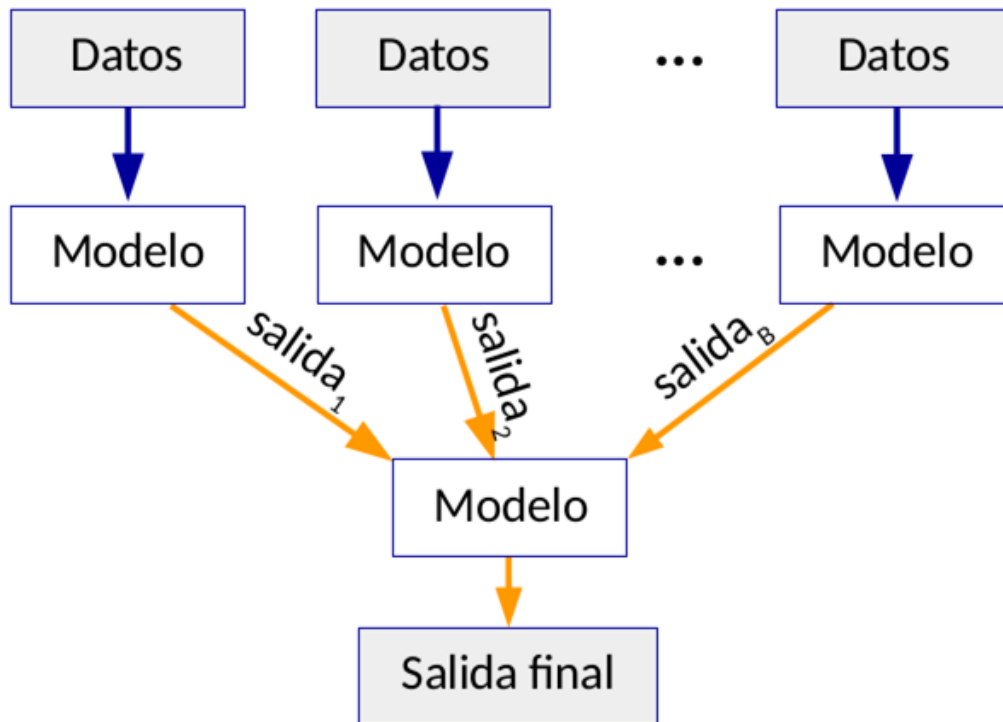 Datos Datos ... Datos
Modelo Modelo ... Modelo
salida1 salida2 salidaB
Modelo
Salida final